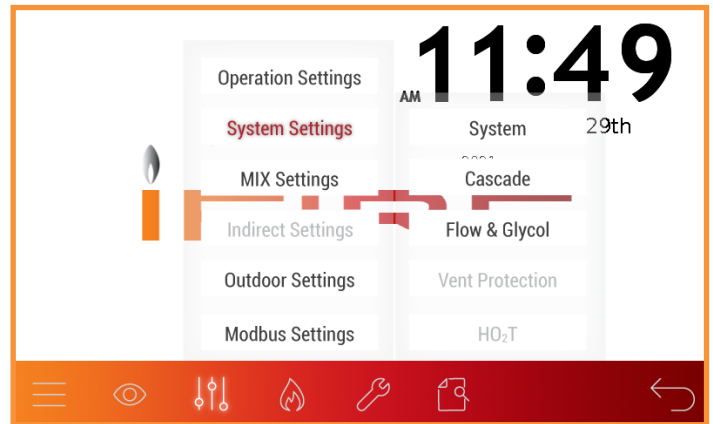 11:49
AM
29th
Operation Settings
System Settings
MIX Settings
Indirect Settings
Outdoor Settings
Modbus Settings
System
Cascade
Flow & Glycol
Vent Protection
HO₂T